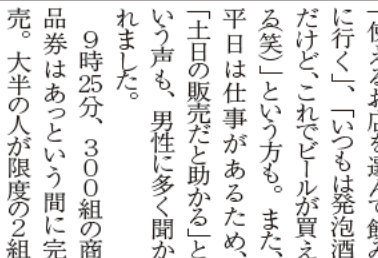 「使えるお店を選んで飲み
に行く」、「いつもは発泡酒
だけど、これでビールが買え
る(笑)」という方も。また、
平日は仕事があるため、
「土日の販売だと助かる」と
いう声も、男性に多く聞か
れました。
９時25分、３００組の商
品券はあっという間に完
売。大半の人が限度の２組